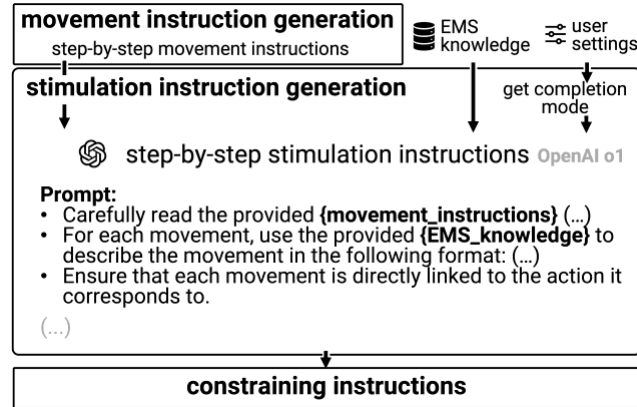 movement instruction generation
step-by-step movement instructions
EMS
knowledge
user
settings
stimulation instruction generation
get completion
mode
step-by-step stimulation instructions OpenAI o1
Prompt:
• Carefully read the provided {movement_instructions} (...)
• For each movement, use the provided {EMS_knowledge} to
describe the movement in the following format: (...)
• Ensure that each movement is directly linked to the action it
corresponds to.
(...)
constraining instructions